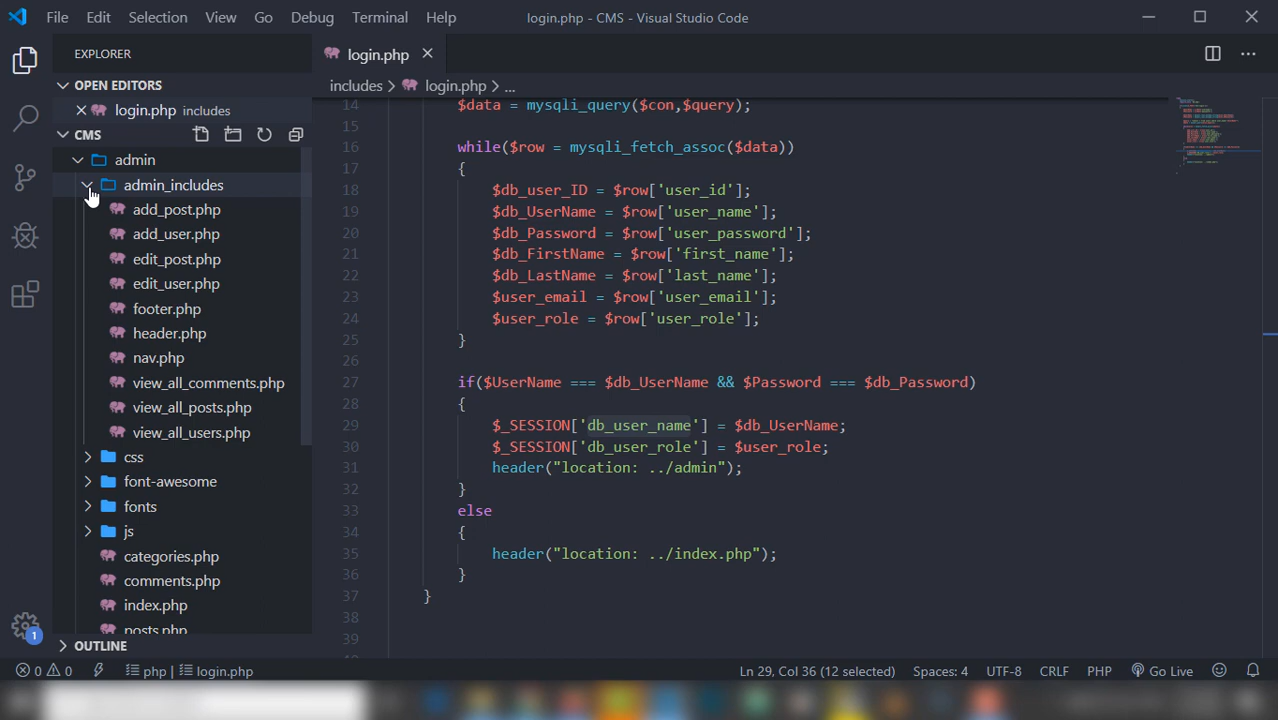 File Edit Selection View Go Debug Terminal Help login.php - CMS - Visual Studio Code
EXPLORER
login.php
OPEN EDITORS
includes > login.php > ...
login.php includes
CMS
admin
admin_includes
add_post.php
add_user.php
edit_post.php
edit_user.php
footer.php
header.php
nav.php
view_all_comments.php
view_all_posts.php
view_all_users.php
css
font-awesome
fonts
js
categories.php
comments.php
index.php
posts.php
OUTLINE
14 $data = mysqli_query($con,$query);
15
16 while($row = mysqli_fetch_assoc($data))
17 {
18 $db_user_ID = $row['user_id'];
19 $db_UserName = $row['user_name'];
20 $db_Password = $row['user_password'];
21 $db_FirstName = $row['first_name'];
22 $db_LastName = $row['last_name'];
23 $user_email = $row['user_email'];
24 $user_role = $row['user_role'];
25 }
26
27 if($UserName === $db_UserName && $Password === $db_Password)
28 {
29 $_SESSION['db_user_name'] = $db_UserName;
30 $_SESSION['db_user_role'] = $user_role;
31 header("location: ../admin");
32 }
33 else
34 {
35 header("location: ../index.php");
36 }
37 }
38
39
1
0 0 php | login.php Ln 29, Col 36 (12 selected) Spaces: 4 UTF-8 CRLF PHP Go Live